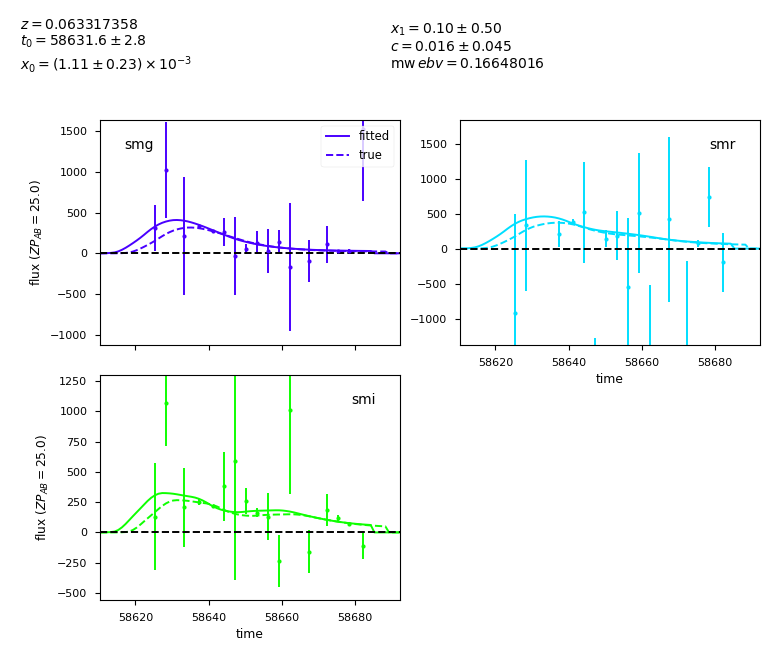 z = 0.063317358
t₀ = 58631.6 ± 2.8
x₀ = (1.11 ± 0.23) × 10⁻³
x₁ = 0.10 ± 0.50
c = 0.016 ± 0.045
mw ebv = 0.16648016
smg
fitted
true
1500
1000
500
0
−500
−1000
flux (ZP_AB = 25.0)
smr
1500
1000
500
0
−500
−1000
58620 58640 58660 58680
time
smi
1250
1000
750
500
250
0
−250
−500
flux (ZP_AB = 25.0)
58620 58640 58660 58680
time